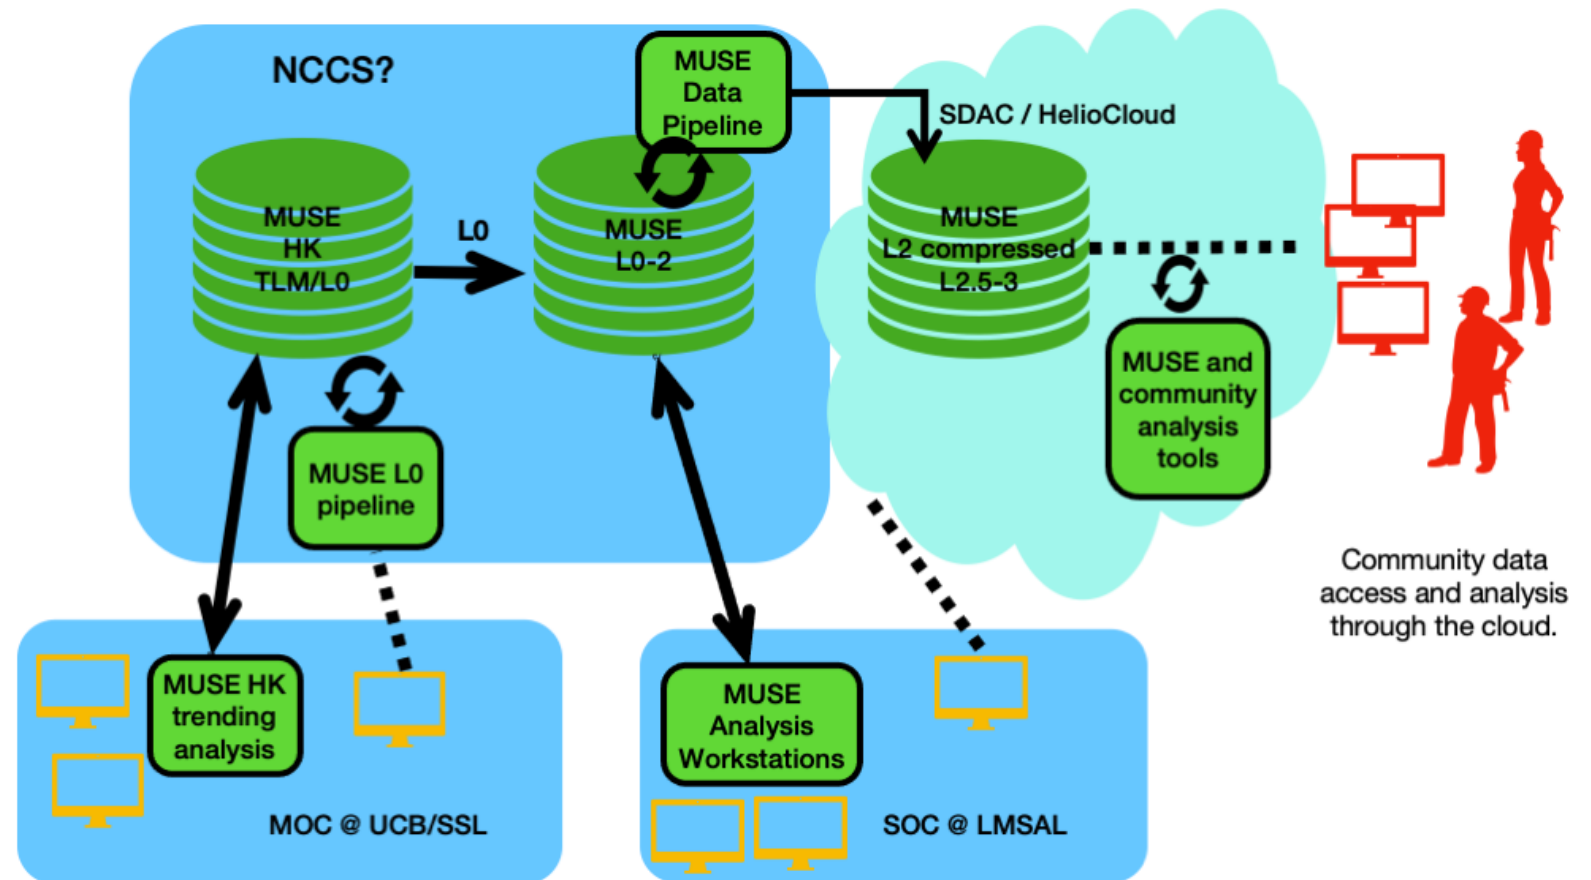 NCCS?
MUSE
Data
Pipeline
SDAC / HelioCloud
MUSE
HK
TLM/L0
L0
MUSE
L0-2
MUSE
L2 compressed
L2.5-3
MUSE and
community
analysis
tools
MUSE L0
pipeline
Community data
access and analysis
through the cloud.
MUSE HK
trending
analysis
MOC @ UCB/SSL
MUSE
Analysis
Workstations
SOC @ LMSAL